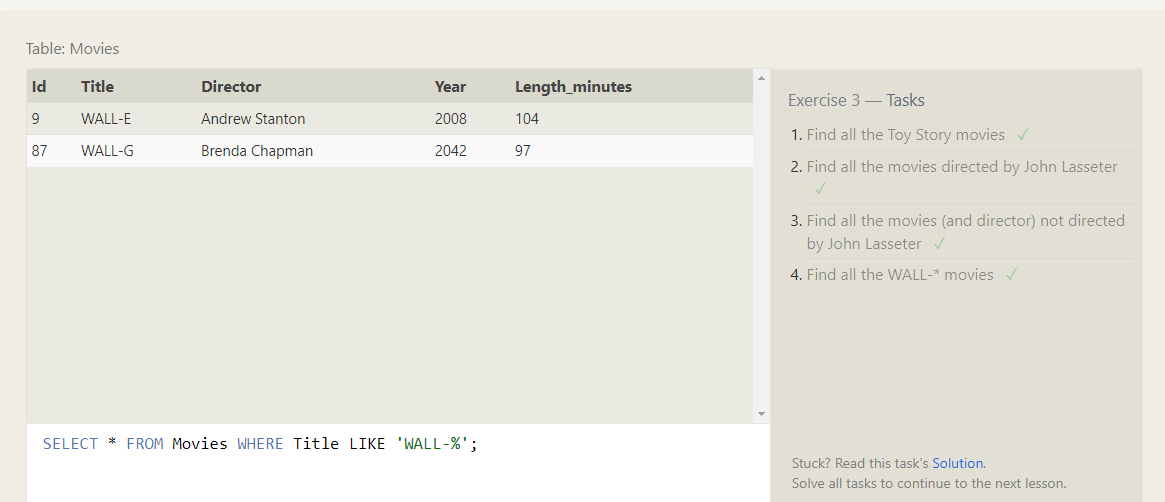 Table: Movies
Id Title Director Year Length_minutes
9 WALL-E Andrew Stanton 2008 104
87 WALL-G Brenda Chapman 2042 97
SELECT * FROM Movies WHERE Title LIKE 'WALL-%';
Exercise 3 — Tasks
1. Find all the Toy Story movies ✓
2. Find all the movies directed by John Lasseter
✓
3. Find all the movies (and director) not directed
by John Lasseter ✓
4. Find all the WALL-* movies ✓
Stuck? Read this task's Solution.
Solve all tasks to continue to the next lesson.